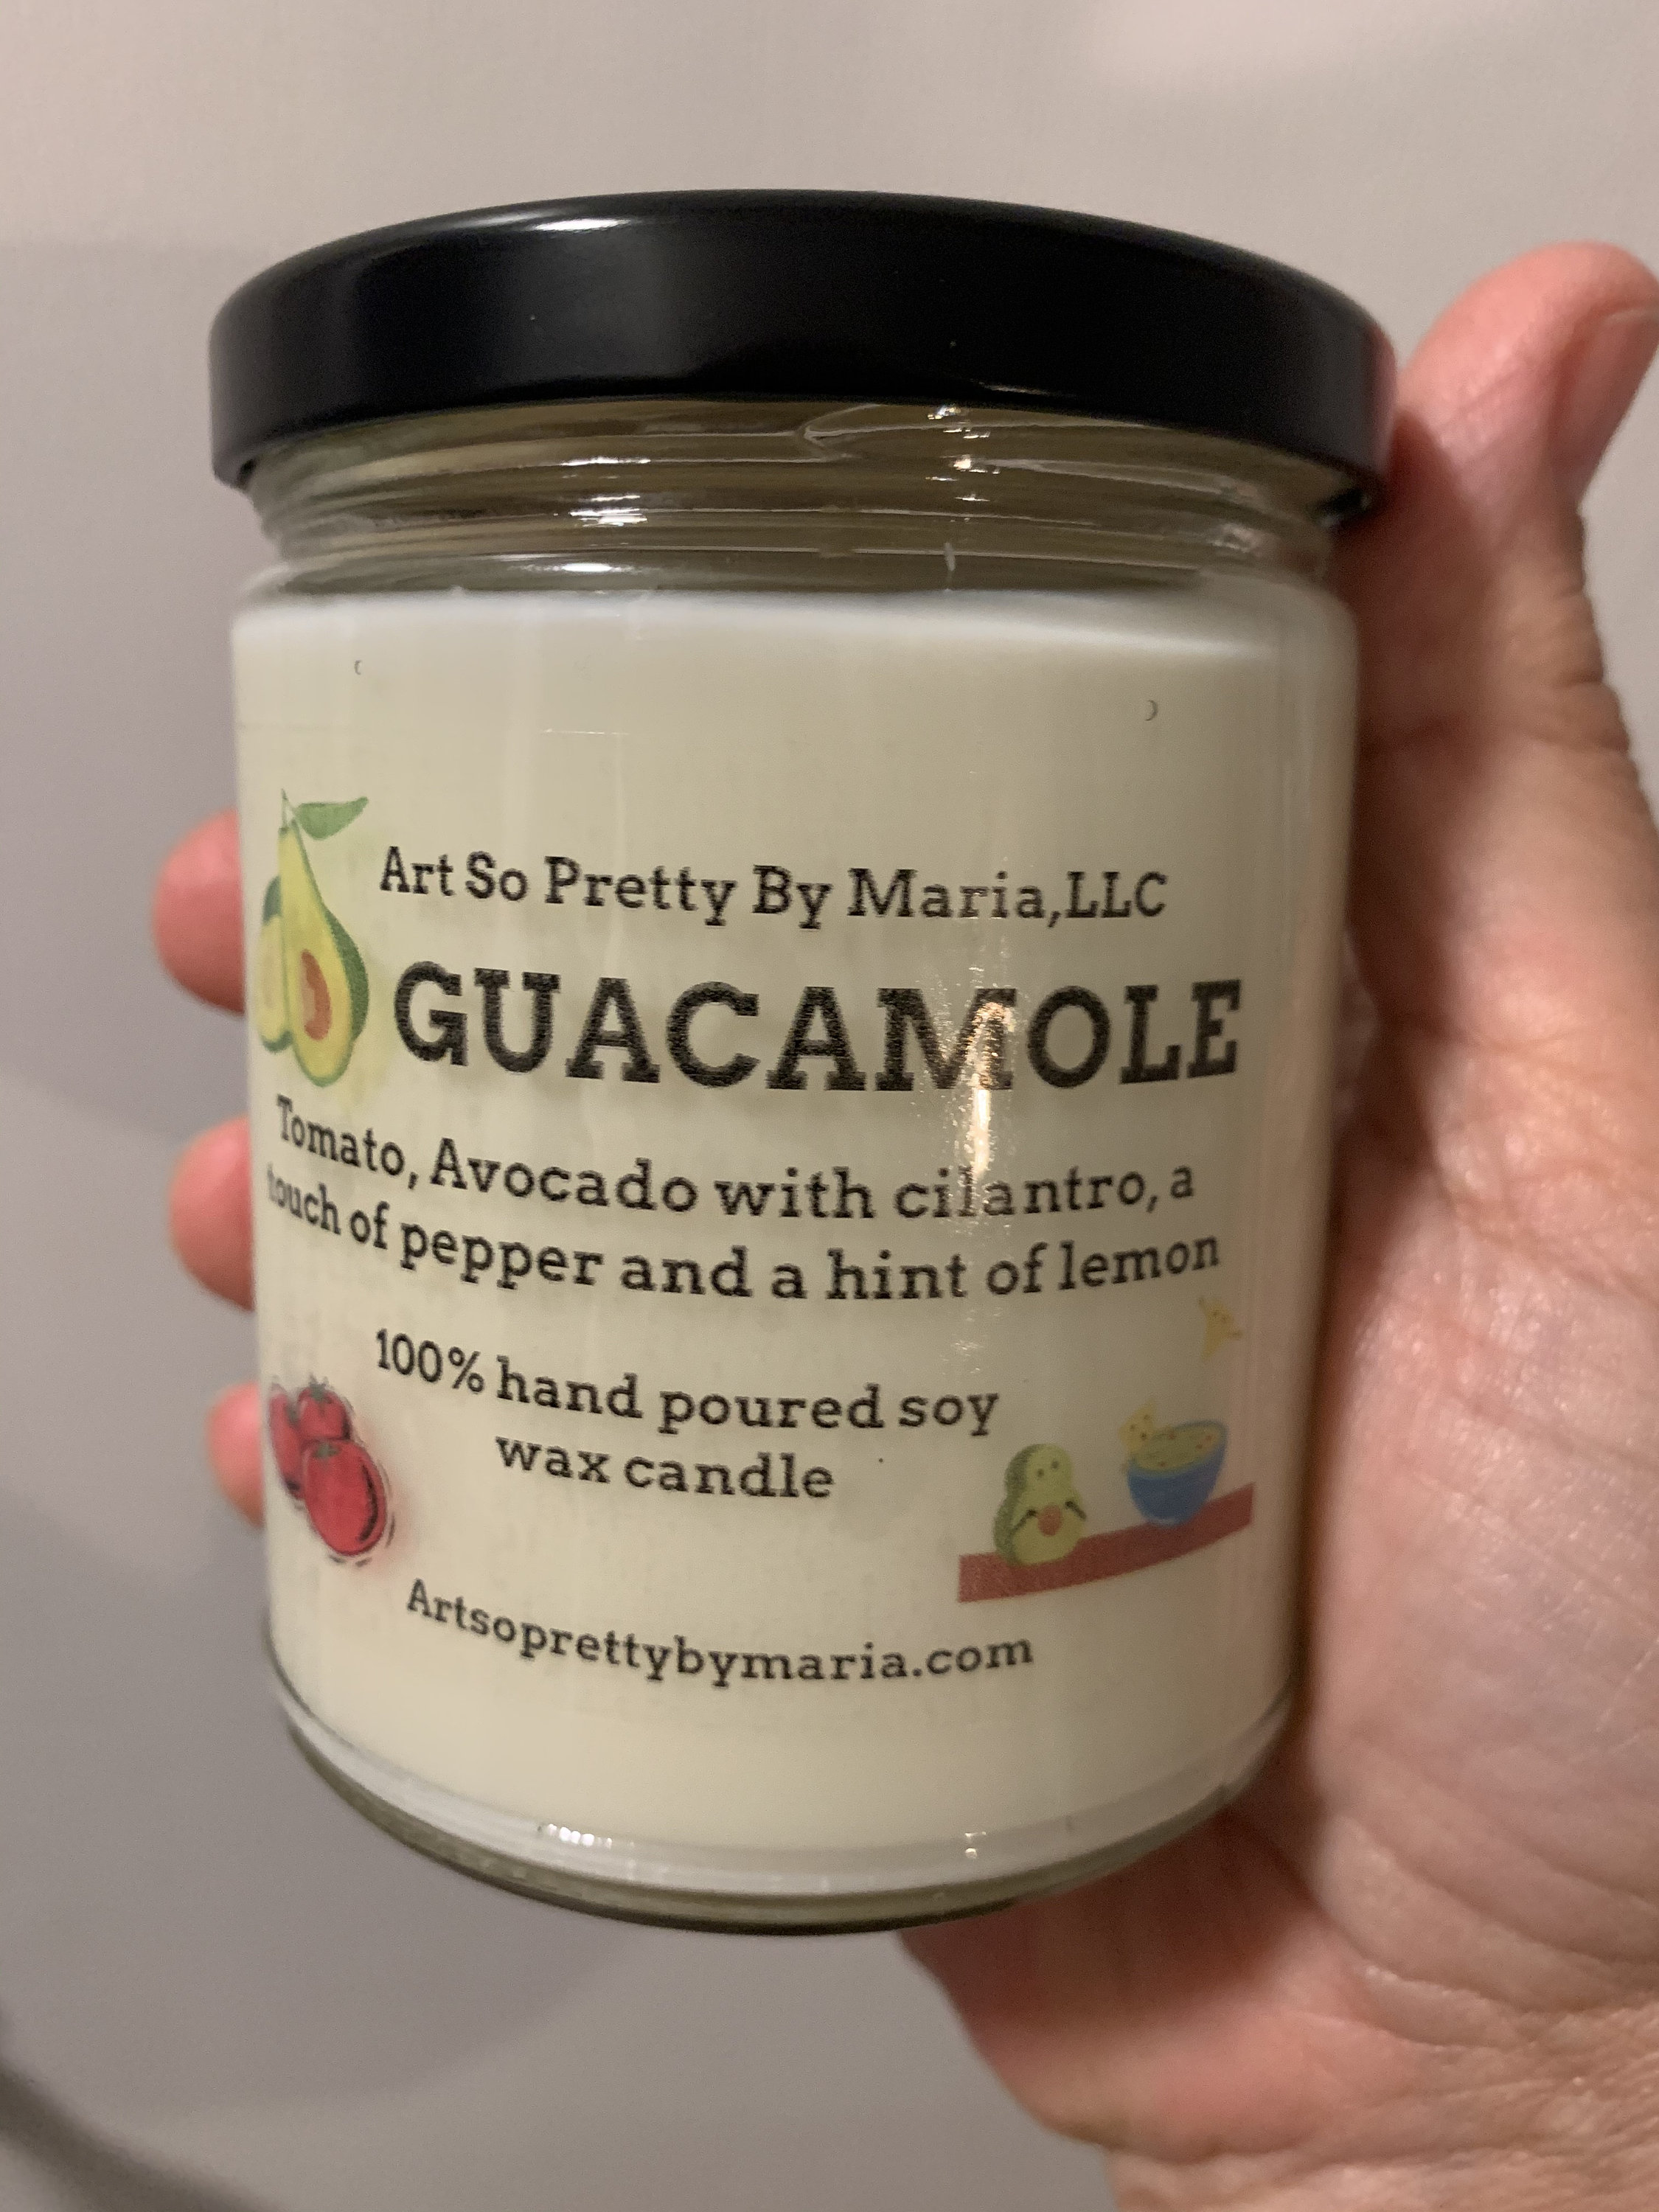 Art So Pretty By Maria,LLC
GUACAMOLE
Tomato, Avocado with cilantro, a
touch of pepper and a hint of lemon
100% hand poured soy
wax candle
Artsoprettybymaria.com